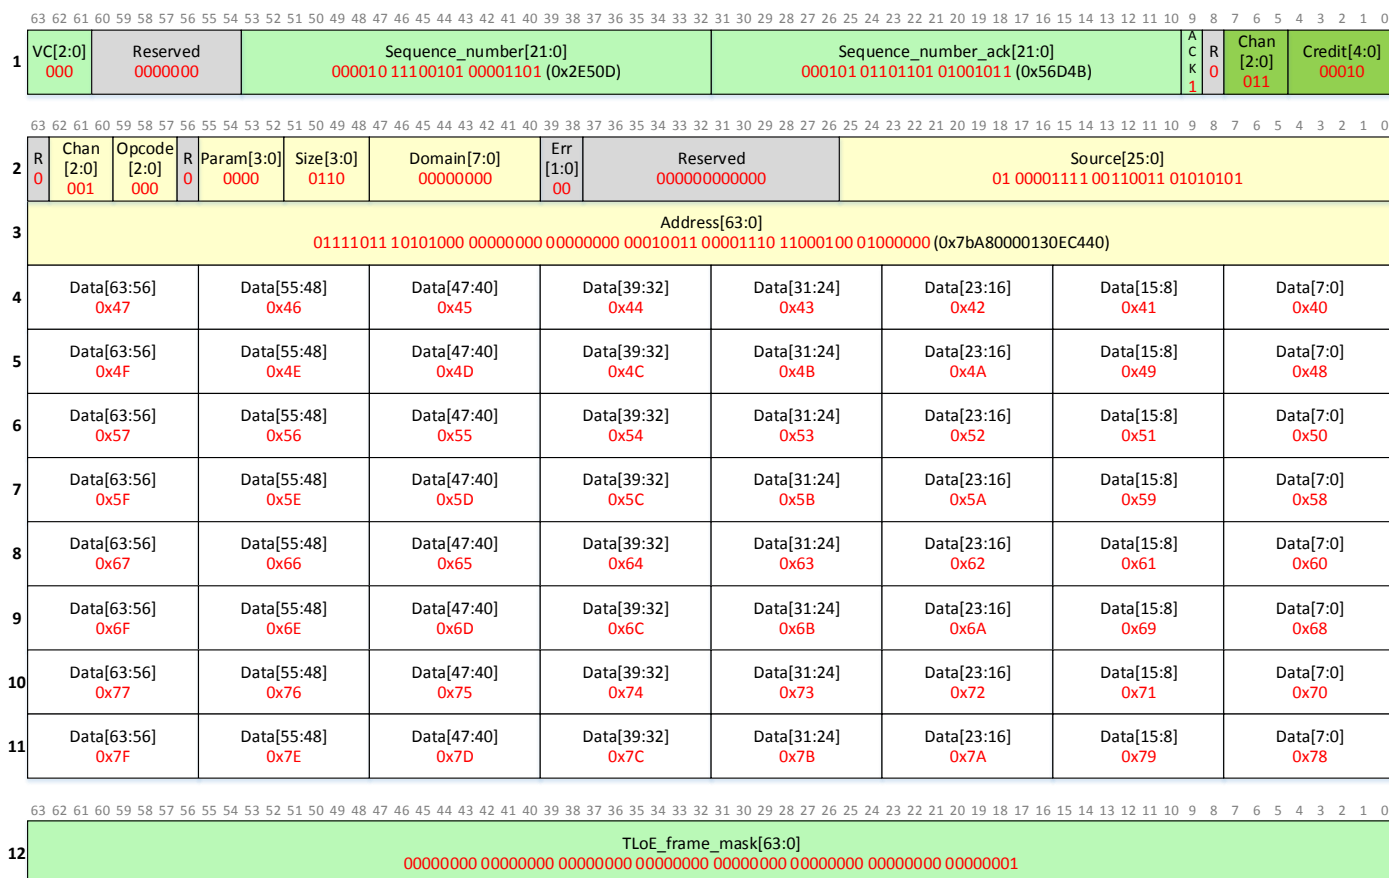 63 62 61 60 59 58 57 56 55 54 53 52 51 50 49 48 47 46 45 44 43 42 41 40 39 38 37 36 35 34 33 32 31 30 29 28 27 26 25 24 23 22 21 20 19 18 17 16 15 14 13 12 11 10 9 8 7 6 5 4 3 2 1 0
1
VC[2:0]
000
Reserved
0000000
Sequence_number[21:0]
000010 11100101 00001101 (0x2E50D)
Sequence_number_ack[21:0]
000101 01101101 01001011 (0x56D4B)
A
C
K
1
R
0
Chan
[2:0]
011
Credit[4:0]
00010
63 62 61 60 59 58 57 56 55 54 53 52 51 50 49 48 47 46 45 44 43 42 41 40 39 38 37 36 35 34 33 32 31 30 29 28 27 26 25 24 23 22 21 20 19 18 17 16 15 14 13 12 11 10 9 8 7 6 5 4 3 2 1 0
2
R
0
Chan
[2:0]
001
Opcode
[2:0]
000
R
0
Param[3:0]
0000
Size[3:0]
0110
Domain[7:0]
00000000
Err
[1:0]
00
Reserved
000000000000
Source[25:0]
01 00001111 00110011 01010101
3
Address[63:0]
01111011 10101000 00000000 00000000 00010011 00001110 11000100 01000000 (0x7bA80000130EC440)
4
Data[63:56] Data[55:48] Data[47:40] Data[39:32] Data[31:24] Data[23:16] Data[15:8] Data[7:0]
0x47 0x46 0x45 0x44 0x43 0x42 0x41 0x40
5
Data[63:56] Data[55:48] Data[47:40] Data[39:32] Data[31:24] Data[23:16] Data[15:8] Data[7:0]
0x4F 0x4E 0x4D 0x4C 0x4B 0x4A 0x49 0x48
6
Data[63:56] Data[55:48] Data[47:40] Data[39:32] Data[31:24] Data[23:16] Data[15:8] Data[7:0]
0x57 0x56 0x55 0x54 0x53 0x52 0x51 0x50
7
Data[63:56] Data[55:48] Data[47:40] Data[39:32] Data[31:24] Data[23:16] Data[15:8] Data[7:0]
0x5F 0x5E 0x5D 0x5C 0x5B 0x5A 0x59 0x58
8
Data[63:56] Data[55:48] Data[47:40] Data[39:32] Data[31:24] Data[23:16] Data[15:8] Data[7:0]
0x67 0x66 0x65 0x64 0x63 0x62 0x61 0x60
9
Data[63:56] Data[55:48] Data[47:40] Data[39:32] Data[31:24] Data[23:16] Data[15:8] Data[7:0]
0x6F 0x6E 0x6D 0x6C 0x6B 0x6A 0x69 0x68
10
Data[63:56] Data[55:48] Data[47:40] Data[39:32] Data[31:24] Data[23:16] Data[15:8] Data[7:0]
0x77 0x76 0x75 0x74 0x73 0x72 0x71 0x70
11
Data[63:56] Data[55:48] Data[47:40] Data[39:32] Data[31:24] Data[23:16] Data[15:8] Data[7:0]
0x7F 0x7E 0x7D 0x7C 0x7B 0x7A 0x79 0x78
63 62 61 60 59 58 57 56 55 54 53 52 51 50 49 48 47 46 45 44 43 42 41 40 39 38 37 36 35 34 33 32 31 30 29 28 27 26 25 24 23 22 21 20 19 18 17 16 15 14 13 12 11 10 9 8 7 6 5 4 3 2 1 0
12
TLoE_frame_mask[63:0]
00000000 00000000 00000000 00000000 00000000 00000000 00000000 00000001